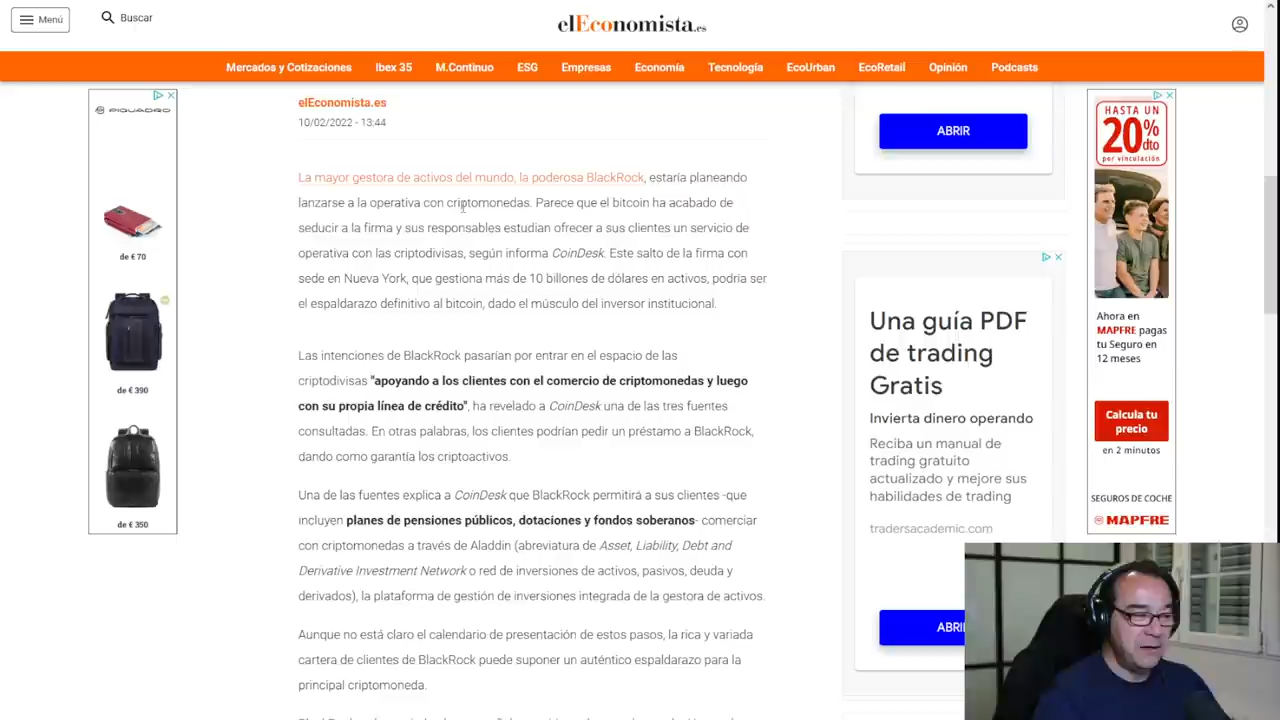 Menú
Buscar
elEconomista.es
Mercados y Cotizaciones Ibex 35 M.Continuo ESG Empresas Economía Tecnología EcoUrban EcoRetail Opinión Podcasts
PIQUADRO
de € 70
de € 390
de € 350
elEconomista.es
10/02/2022 - 13:44
La mayor gestora de activos del mundo, la poderosa BlackRock, estaría planeando
lanzarse a la operativa con criptomonedas. Parece que el bitcoin ha acabado de
seducir a la firma y sus responsables estudian ofrecer a sus clientes un servicio de
operativa con las criptodivisas, según informa CoinDesk. Este salto de la firma con
sede en Nueva York, que gestiona más de 10 billones de dólares en activos, podría ser
el espaldarazo definitivo al bitcoin, dado el músculo del inversor institucional.
Las intenciones de BlackRock pasarían por entrar en el espacio de las
criptodivisas "apoyando a los clientes con el comercio de criptomonedas y luego
con su propia línea de crédito", ha revelado a CoinDesk una de las tres fuentes
consultadas. En otras palabras, los clientes podrían pedir un préstamo a BlackRock,
dando como garantía los criptoactivos.
Una de las fuentes explica a CoinDesk que BlackRock permitirá a sus clientes -que
incluyen planes de pensiones públicos, dotaciones y fondos soberanos- comerciar
con criptomonedas a través de Aladdin (abreviatura de Asset, Liability, Debt and
Derivative Investment Network o red de inversiones de activos, pasivos, deuda y
derivados), la plataforma de gestión de inversiones integrada de la gestora de activos.
Aunque no está claro el calendario de presentación de estos pasos, la rica y variada
cartera de clientes de BlackRock puede suponer un auténtico espaldarazo para la
principal criptomoneda.
ABRIR
Una guía PDF
de trading
Gratis
Invierta dinero operando
Reciba un manual de
trading gratuito
actualizado y mejore sus
habilidades de trading
tradersacademic.com
ABRI
HASTA UN
20%
dto
por vinculación
Ahora en
MAPFRE pagas
tu Seguro en
12 meses
Calcula tu
precio
en 2 minutos
SEGUROS DE COCHE
MAPFRE